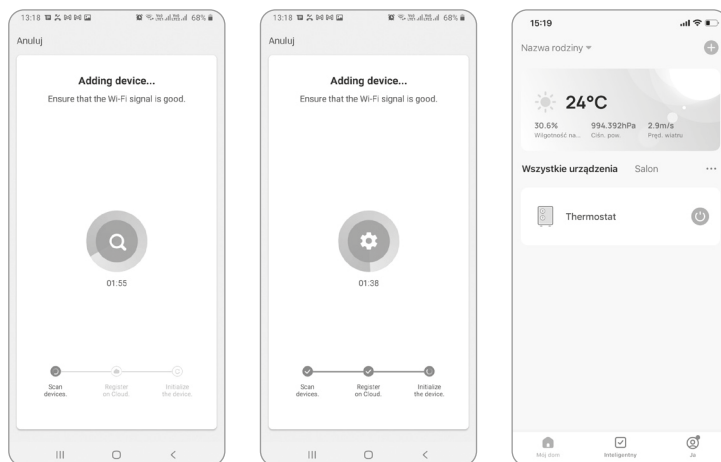 13:18 68%
Anuluj
Adding device...
Ensure that the Wi-Fi signal is good.
01:55
Scan devices.
Register on Cloud.
Initialize the device.
13:18 68%
Anuluj
Adding device...
Ensure that the Wi-Fi signal is good.
01:38
Scan devices.
Register on Cloud.
Initialize the device.
15:19
Nazwa rodziny
24°C
30.6% 994.392hPa 2.9m/s
Wilgotność na... Ciśn. pow. Pręd. wiatru
Wszystkie urządzenia Salon
Thermostat
Mój dom Inteligentny Ja